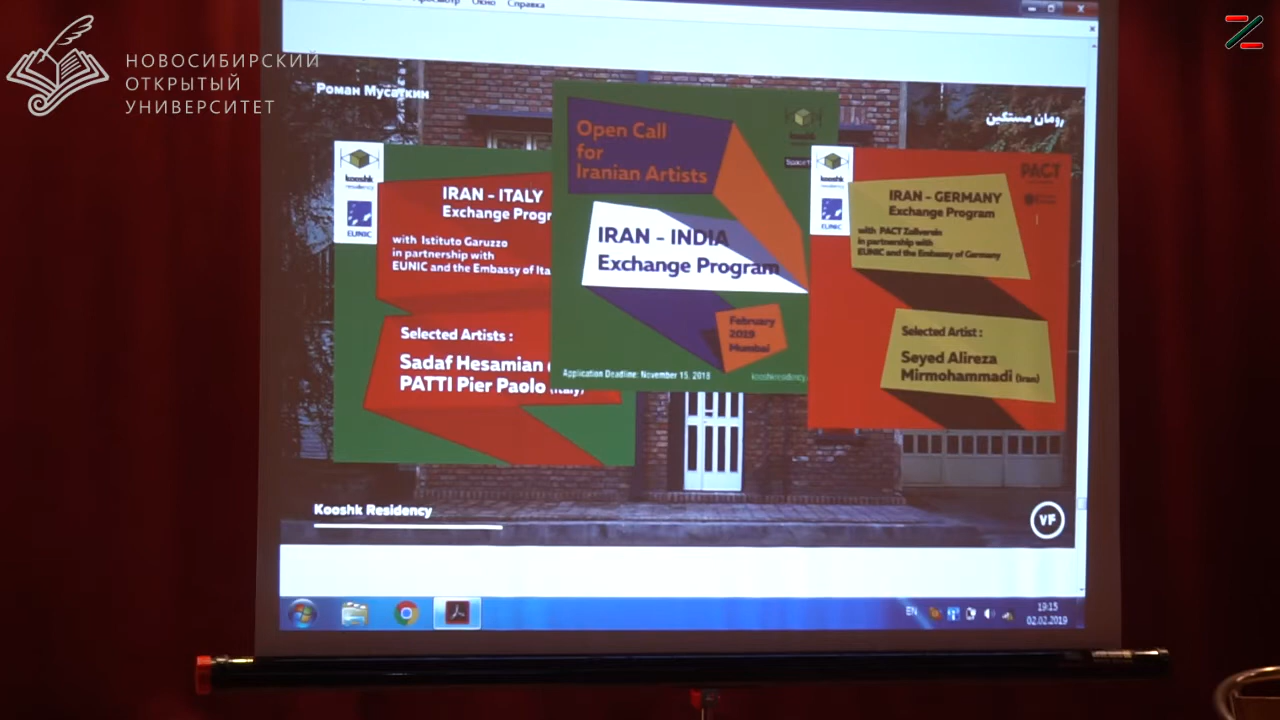 НОВОСИБИРСКИЙ
ОТКРЫТЫЙ
УНИВЕРСИТЕТ
Окно Справка
Роман Мусаткин
رومان مستگین
kooshk
residency
EUNIC
IRAN - ITALY
Exchange Progr
with Istituto Garuzzo
in partnership with
EUNIC and the Embassy of Ita
Selected Artists :
Sadaf Hesamian
PATTI Pier Paolo (Italy)
Open Call
for
Iranian Artists
IRAN - INDIA
Exchange Program
February
2019
Mumbai
Application Deadline: November 15, 2018
kooshkresidency
kooshk
EUNIC
PACT
IRAN - GERMANY
Exchange Program
with PACT Zollverein
in partnership with
EUNIC and the Embassy of Germany
Selected Artist :
Seyed Alireza
Mirmohammadi (Iran)
Kooshk Residency
VF
EN
19:15
02.02.2019